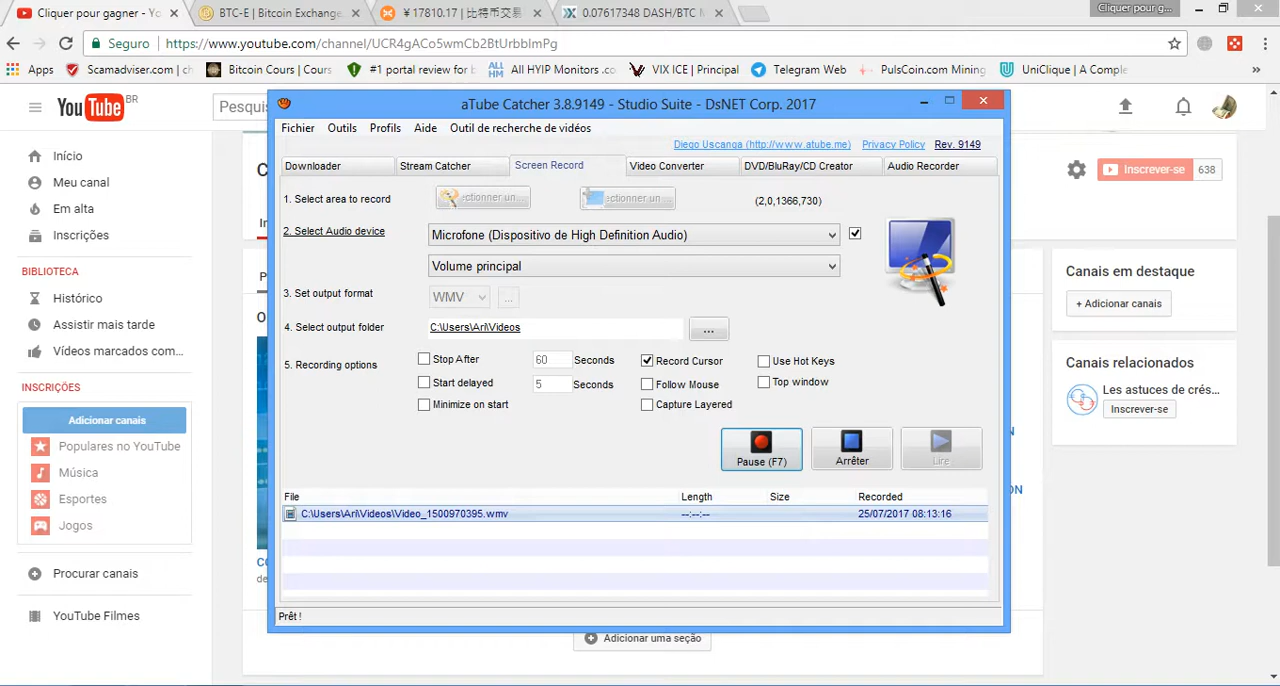 Cliquer pour gagner - Yo
BTC-E | Bitcoin Exchange
¥17810.17 | 比特币交易
0.07617348 DASH/BTC M
Cliquer pour g...
Seguro
https://www.youtube.com/channel/UCR4gACo5wmCb2BtUrbbImPg
Apps
Scamadviser.com | ch
Bitcoin Cours | Cours
#1 portal review for b
ALL HM
All HYIP Monitors .co
VIX ICE | Principal
Telegram Web
PulsCoin.com Mining
UniClique | A Comple
»
YouTube BR
Pesquis
Início
Meu canal
Em alta
Inscrições
BIBLIOTECA
Histórico
Assistir mais tarde
Vídeos marcados com...
INSCRIÇÕES
Adicionar canais
Populares no YouTube
Música
Esportes
Jogos
Procurar canais
YouTube Filmes
aTube Catcher 3.8.9149 - Studio Suite - DsNET Corp. 2017
Fichier Outils Profils Aide Outil de recherche de vidéos
Diego Uscanga (http://www.atube.me) Privacy Policy Rev. 9149
Downloader Stream Catcher Screen Record Video Converter DVD/BluRay/CD Creator Audio Recorder
1. Select area to record
ectionner un ...
ectionner un ...
(2,0,1366,730)
2. Select Audio device
Microfone (Dispositivo de High Definition Audio)
Volume principal
3. Set output format
WMV
...
4. Select output folder
C:\Users\Arl\Videos
...
5. Recording options
Stop After 60 Seconds
Record Cursor
Use Hot Keys
Start delayed 5 Seconds
Follow Mouse
Top window
Minimize on start
Capture Layered
Pause (F7)
Arrêter
Lire
File Length Size Recorded
C:\Users\Arl\Videos\Video_1500970395.wmv --:--:-- 25/07/2017 08:13:16
Prêt !
Adicionar uma seção
Inscrever-se 638
Canais em destaque
+ Adicionar canais
Canais relacionados
Les astuces de crés...
Inscrever-se